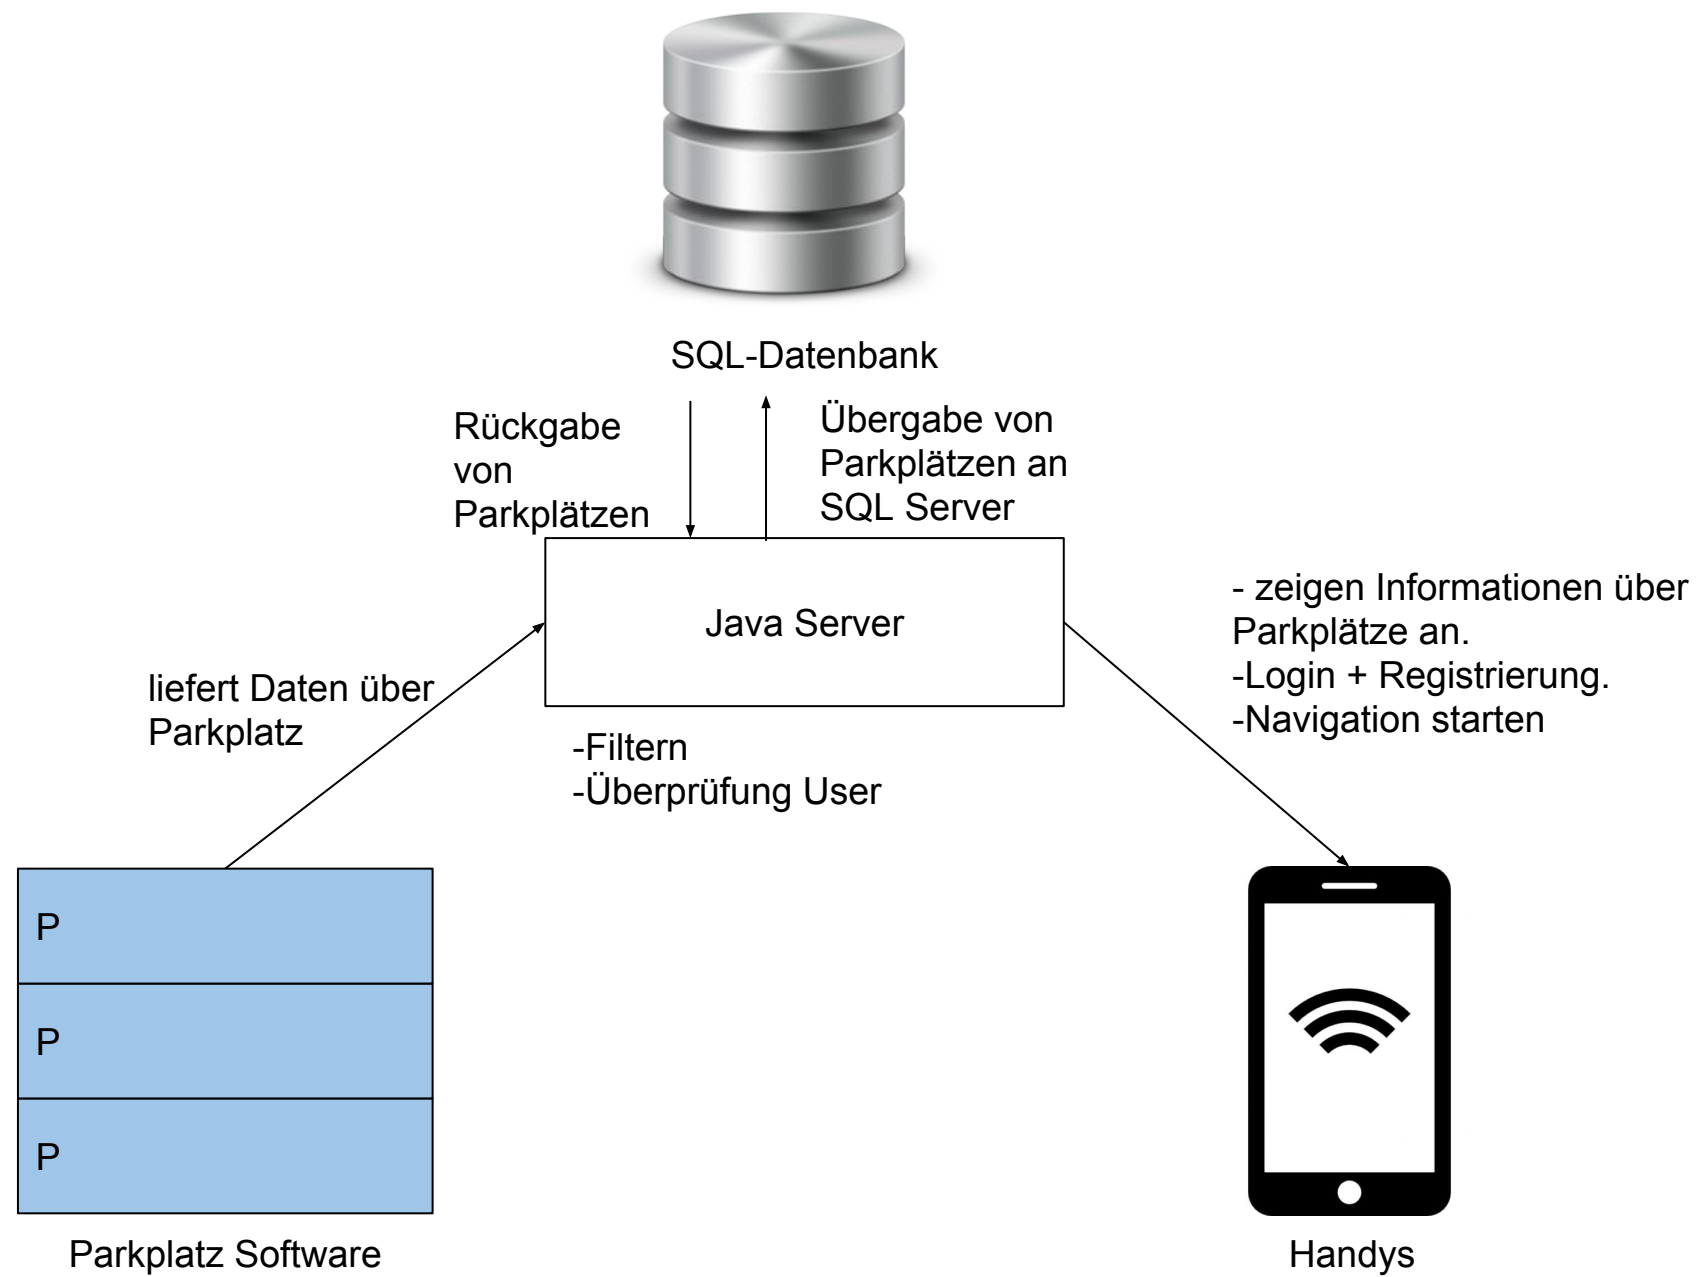 SQL-Datenbank
Rückgabe
von
Parkplätzen
Übergabe von
Parkplätzen an
SQL Server
Java Server
- zeigen Informationen über
Parkplätze an.
-Login + Registrierung.
-Navigation starten
liefert Daten über
Parkplatz
-Filtern
-Überprüfung User
P
P
P
Parkplatz Software
Handys